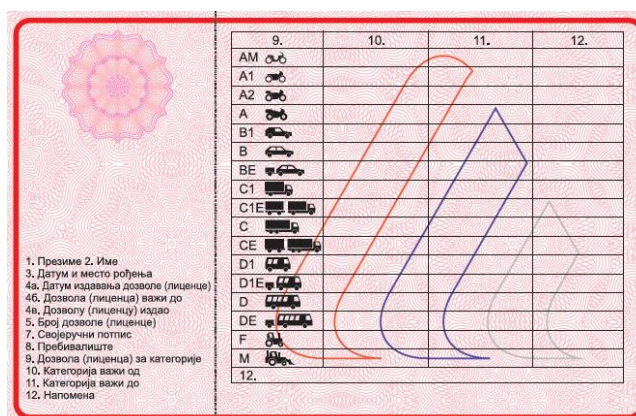 9. 10. 11. 12.
AM
A1
A2
A
B1
B
BE
C1
C1E
C
CE
D1
D1E
D
DE
F
M
12.
1. Презиме 2. Име
3. Датум и место рођења
4а. Датум издавања дозволе (лиценце)
4б. Дозвола (лиценца) важи до
4в. Дозволу (лиценцу) издао
5. Број дозволе (лиценце)
7. Својеручни потпис
8. Пребивалиште
9. Дозвола (лиценца) за категорије
10. Категорија важи од
11. Категорија важи до
12. Напомена